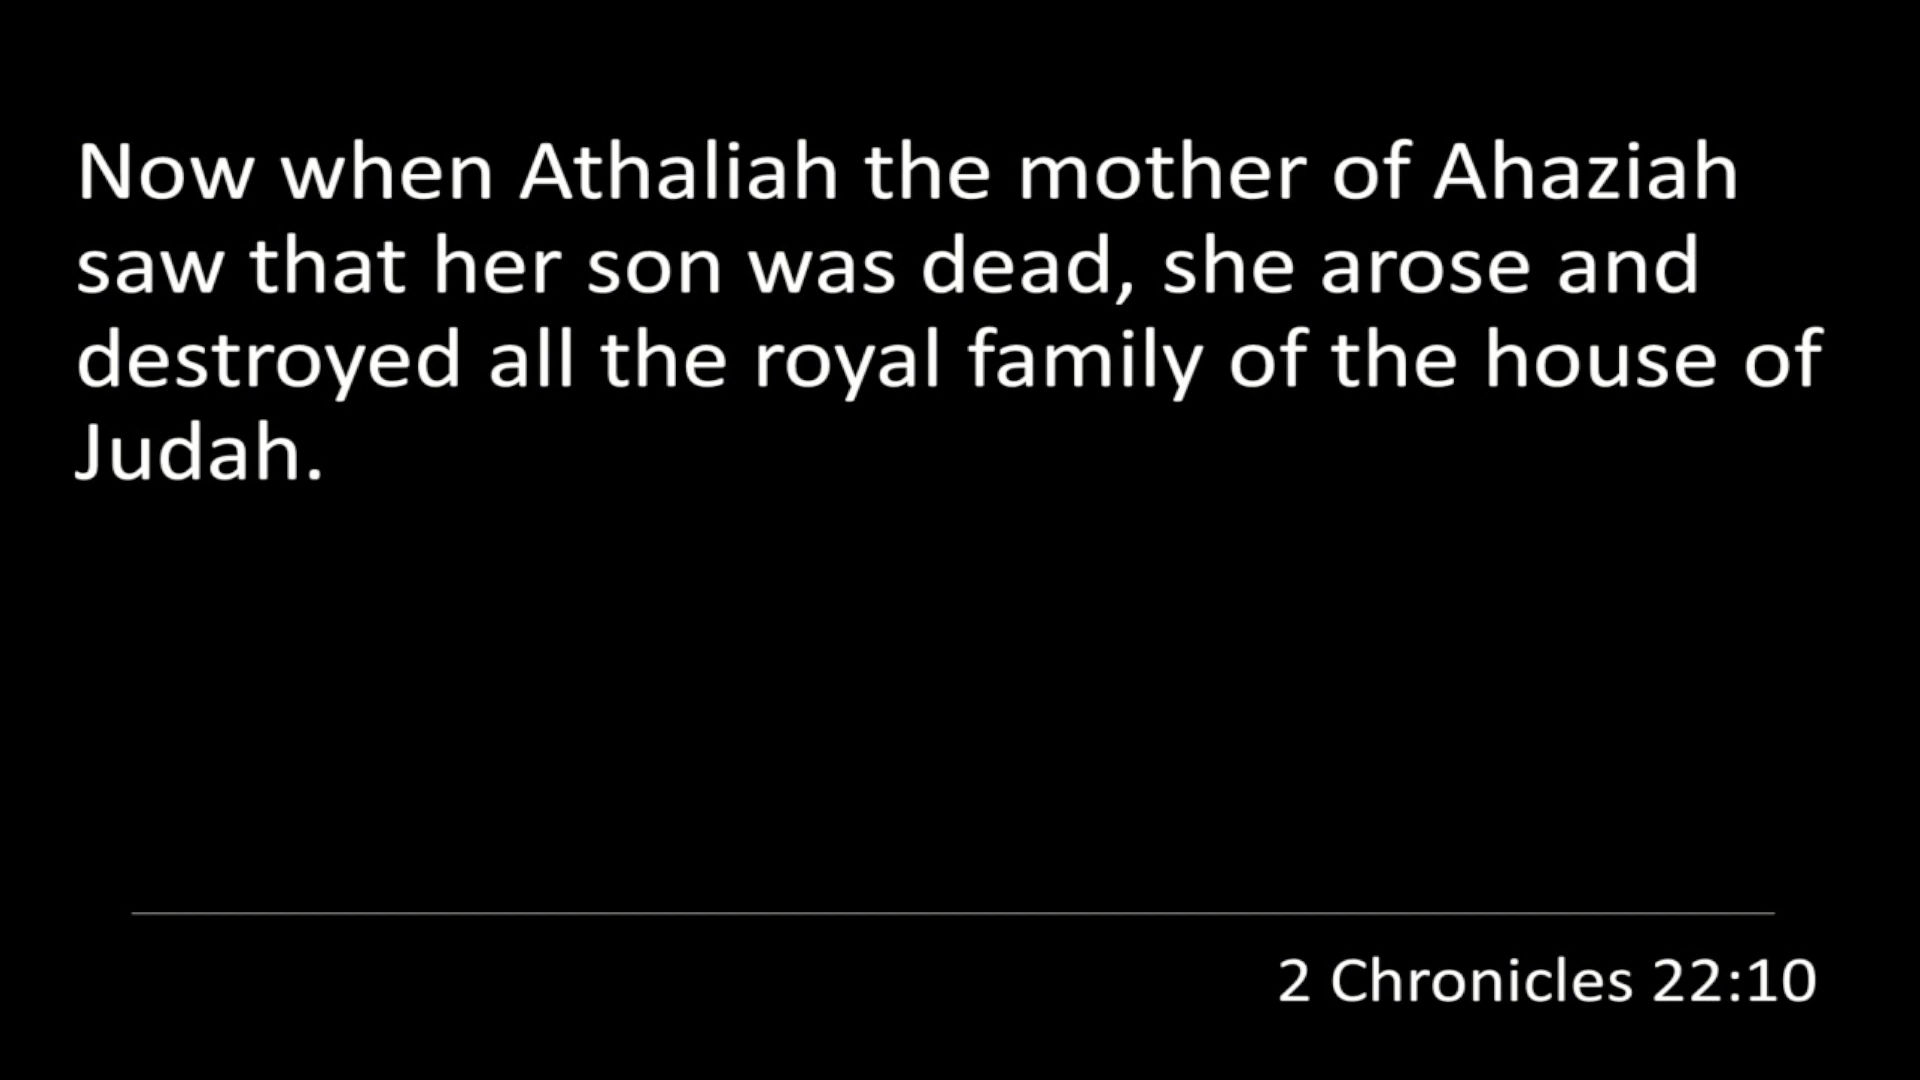 Now when Athaliah the mother of Ahaziah
saw that her son was dead, she arose and
destroyed all the royal family of the house of
Judah.
2 Chronicles 22:10